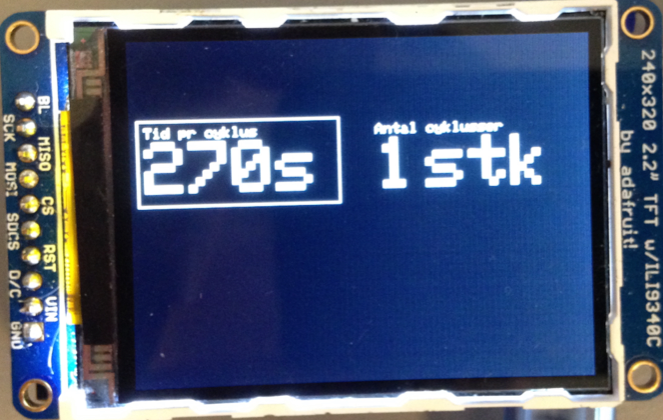 Tid pr cyklus
270s
Antal cyklusser
1stk
240x320 2.2" TFT w/ILI9340C
by adafruit!
BL
SCK
MISO
MOSI
CS
SDCS
RST
D/C
VIN
GND